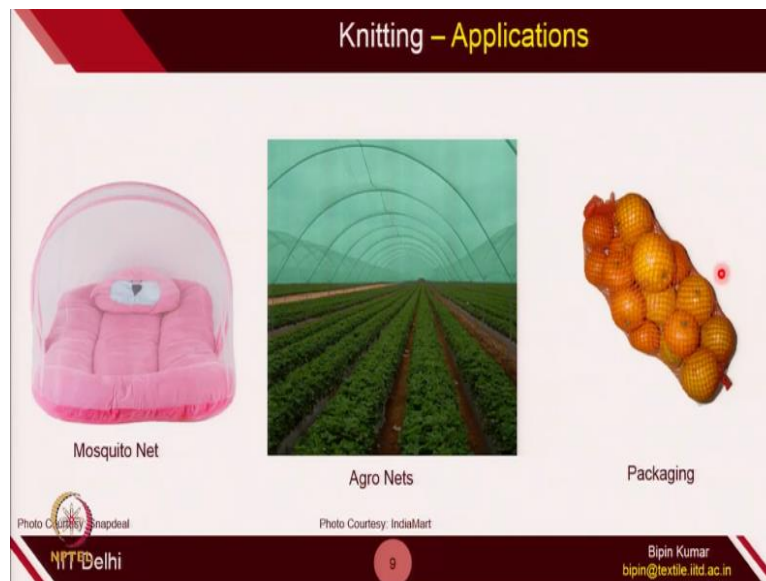 Knitting – Applications
Mosquito Net
Agro Nets
Packaging
Photo Courtesy: Snapdeal
Photo Courtesy: IndiaMart
NPTEL
IIT Delhi
9
Bipin Kumar
bipin@textile.iitd.ac.in